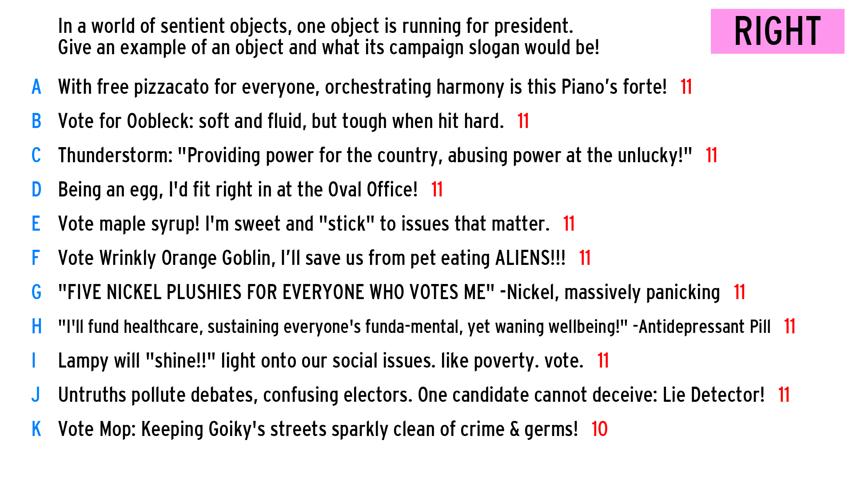 In a world of sentient objects, one object is running for president.
Give an example of an object and what its campaign slogan would be!
RIGHT
A With free pizzacato for everyone, orchestrating harmony is this Piano's forte! 11
B Vote for Oobleck: soft and fluid, but tough when hit hard. 11
C Thunderstorm: "Providing power for the country, abusing power at the unlucky!" 11
D Being an egg, I'd fit right in at the Oval Office! 11
E Vote maple syrup! I'm sweet and "stick" to issues that matter. 11
F Vote Wrinkly Orange Goblin, I'll save us from pet eating ALIENS!!! 11
G "FIVE NICKEL PLUSHIES FOR EVERYONE WHO VOTES ME" -Nickel, massively panicking 11
H "I'll fund healthcare, sustaining everyone's funda-mental, yet waning wellbeing!" -Antidepressant Pill 11
I Lampy will "shine!!" light onto our social issues. like poverty. vote. 11
J Untruths pollute debates, confusing electors. One candidate cannot deceive: Lie Detector! 11
K Vote Mop: Keeping Goiky's streets sparkly clean of crime & germs! 10